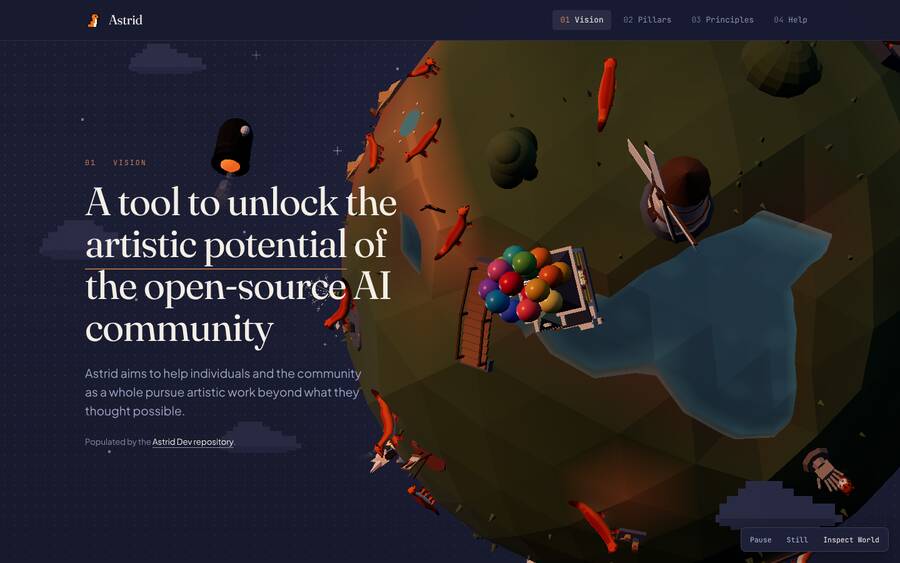 Astrid
01 Vision
02 Pillars
03 Principles
04 Help
01 VISION
A tool to unlock the
artistic potential of
the open-source AI
community
Astrid aims to help individuals and the community
as a whole pursue artistic work beyond what they
thought possible.
Populated by the Astrid Dev repository.
Pause
Still
Inspect World